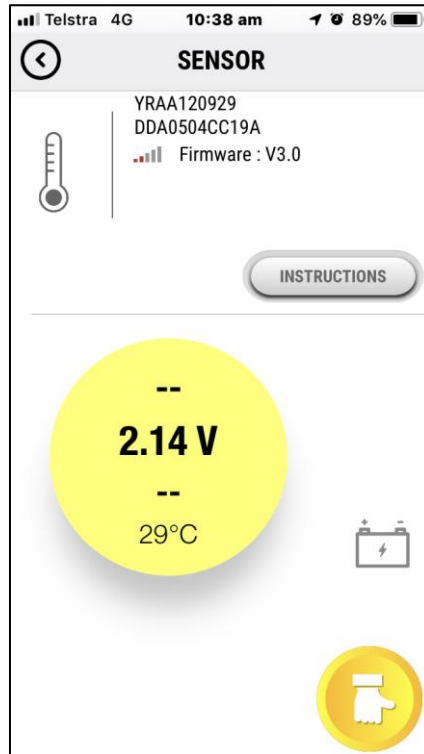 Telstra 4G 10:38 am 89%
SENSOR
YRAA120929
DDA0504CC19A
Firmware : V3.0
INSTRUCTIONS
--
2.14 V
--
29°C
+ -